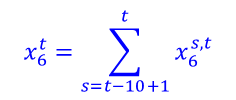 $x_6^t = \sum_{s=t-10+1}^{t} x_6^{s,t}$